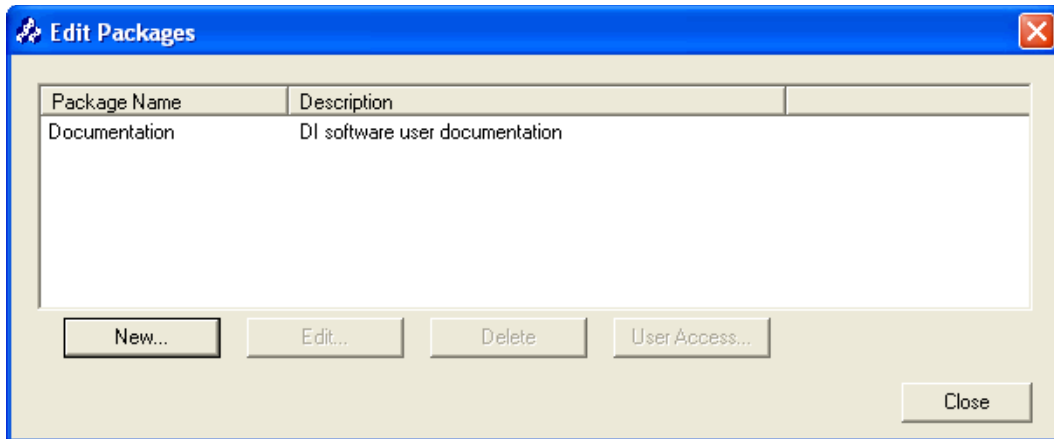 Edit Packages
Package Name Description
Documentation DI software user documentation
New... Edit... Delete User Access...
Close